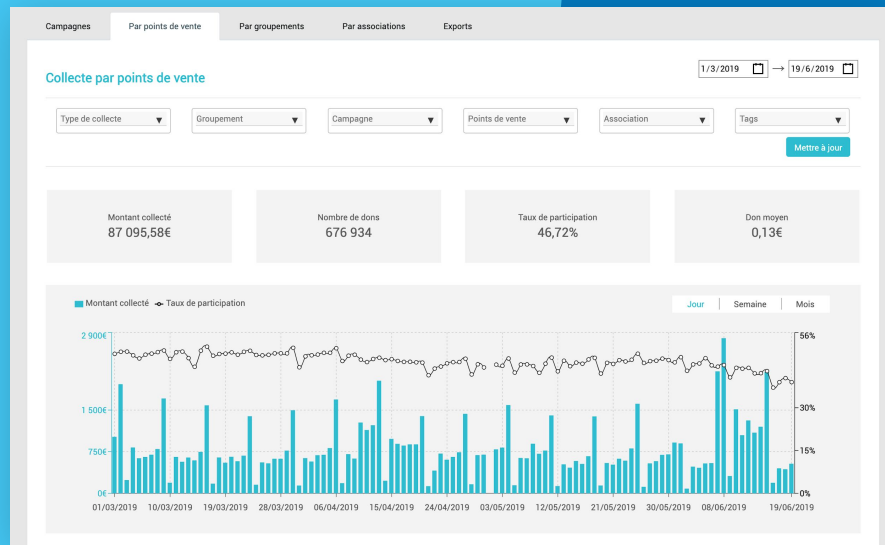 Campagnes Par points de vente Par groupements Par associations Exports
Collecte par points de vente
1/3/2019 → 19/6/2019
Type de collecte ▼ Groupement ▼ Campagne ▼ Points de vente ▼ Association ▼ Tags ▼
Mettre à jour
Montant collecté Nombre de dons Taux de participation Don moyen
87 095,58€ 676 934 46,72% 0,13€
Montant collecté Taux de participation
Jour Semaine Mois
2 900€ 56%
1 500€ 30%
750€ 15%
0€ 0%
01/03/2019 10/03/2019 19/03/2019 28/03/2019 06/04/2019 15/04/2019 24/04/2019 03/05/2019 12/05/2019 21/05/2019 30/05/2019 08/06/2019 19/06/2019